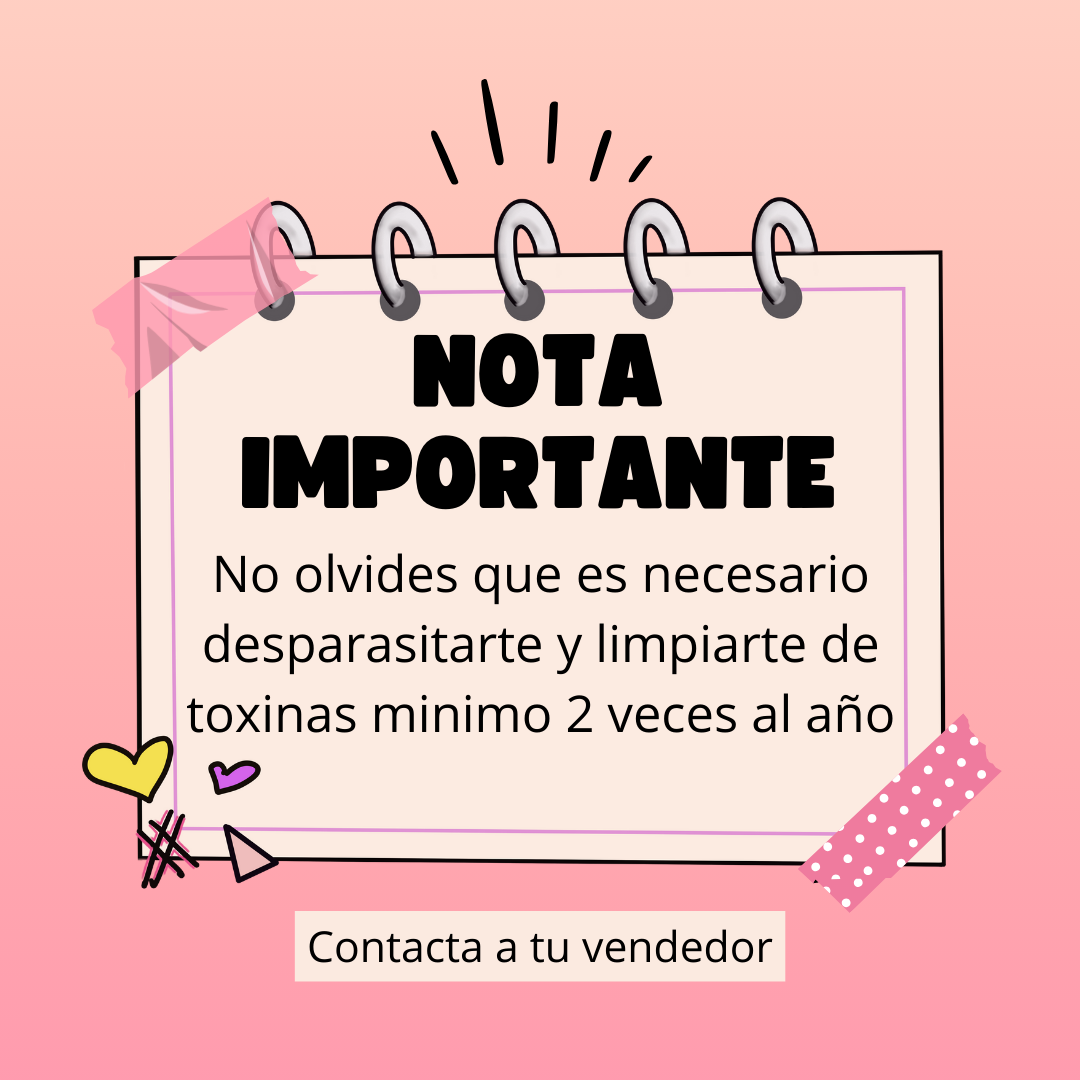 NOTA
IMPORTANTE
No olvides que es necesario
desparasitarte y limpiarte de
toxinas minimo 2 veces al año
Contacta a tu vendedor